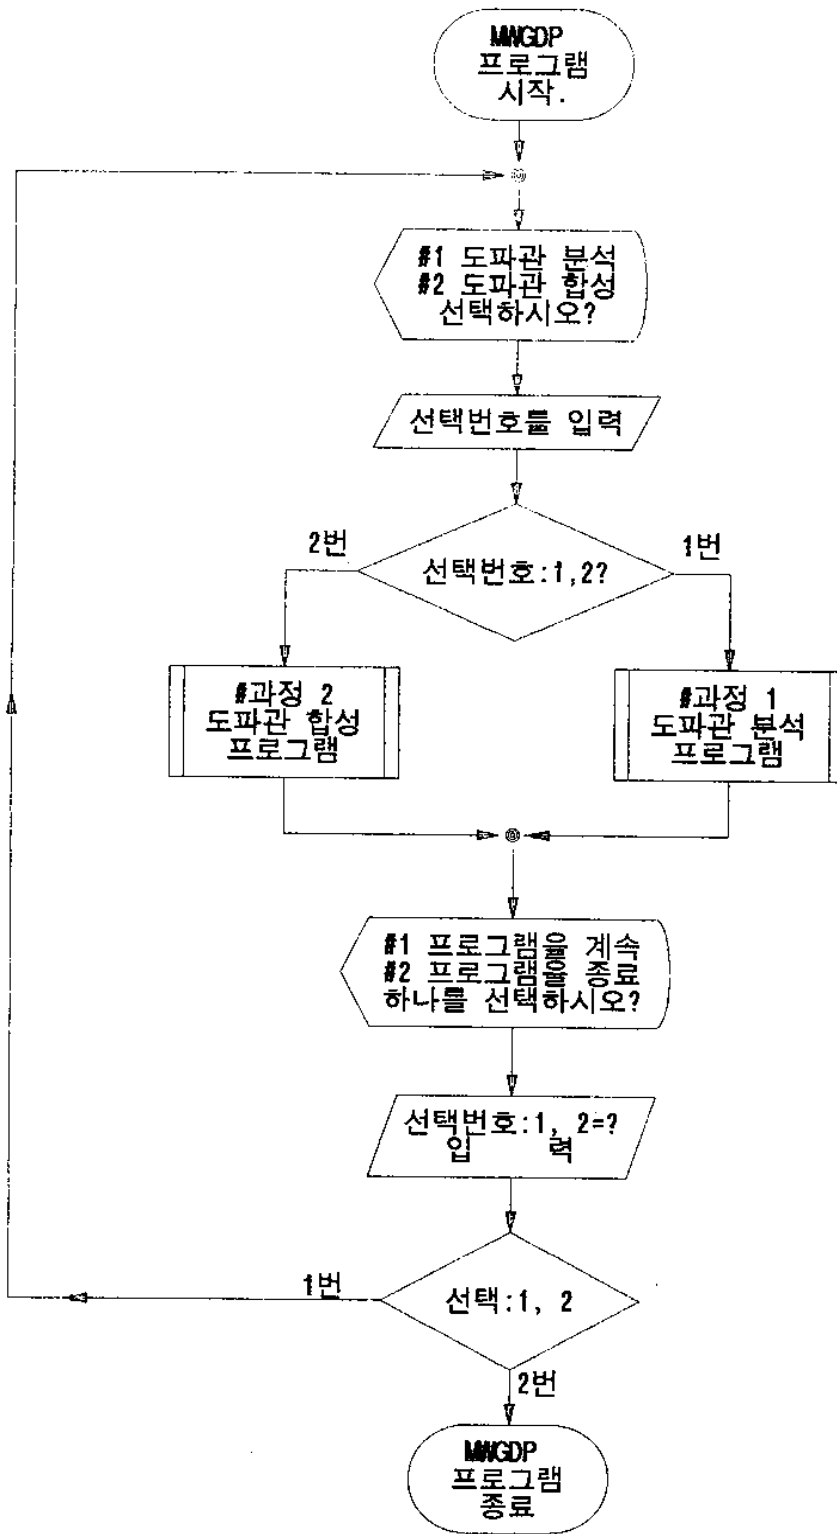 MWGDP
프로그램
시작.
#1 도파관 분석
#2 도파관 합성
선택하시오?
선택번호를 입력
2번
1번
선택번호:1,2?
#과정 2
도파관 합성
프로그램
#과정 1
도파관 분석
프로그램
#1 프로그램을 계속
#2 프로그램을 종료
하나를 선택하시오?
선택번호:1, 2=?
입 력
1번
선택:1, 2
2번
MWGDP
프로그램
종료